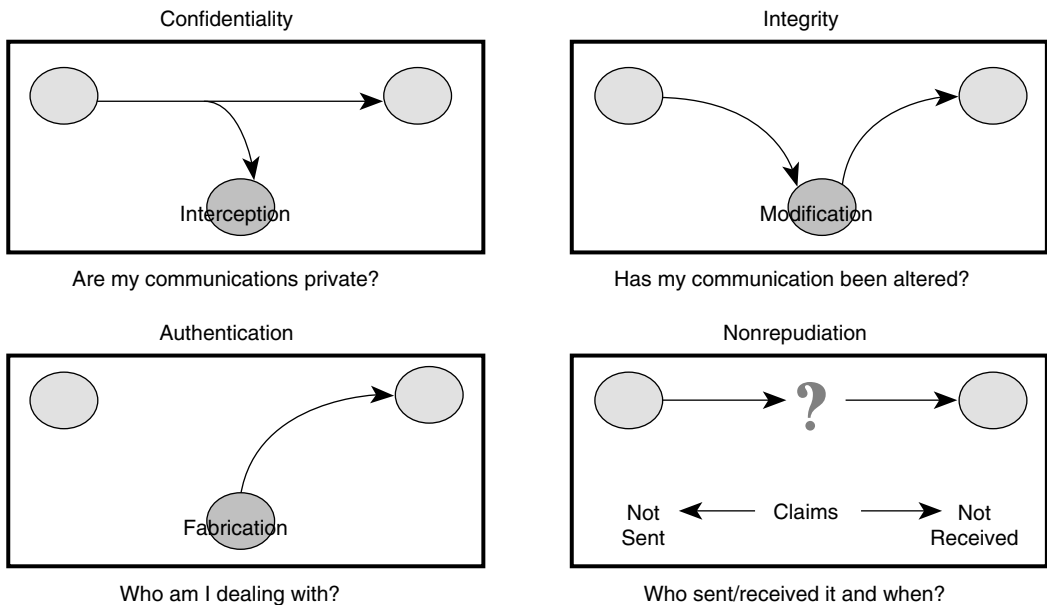 Confidentiality
Interception
Are my communications private?
Integrity
Modification
Has my communication been altered?
Authentication
Fabrication
Who am I dealing with?
Nonrepudiation
?
Not
Sent
Claims
Not
Received
Who sent/received it and when?